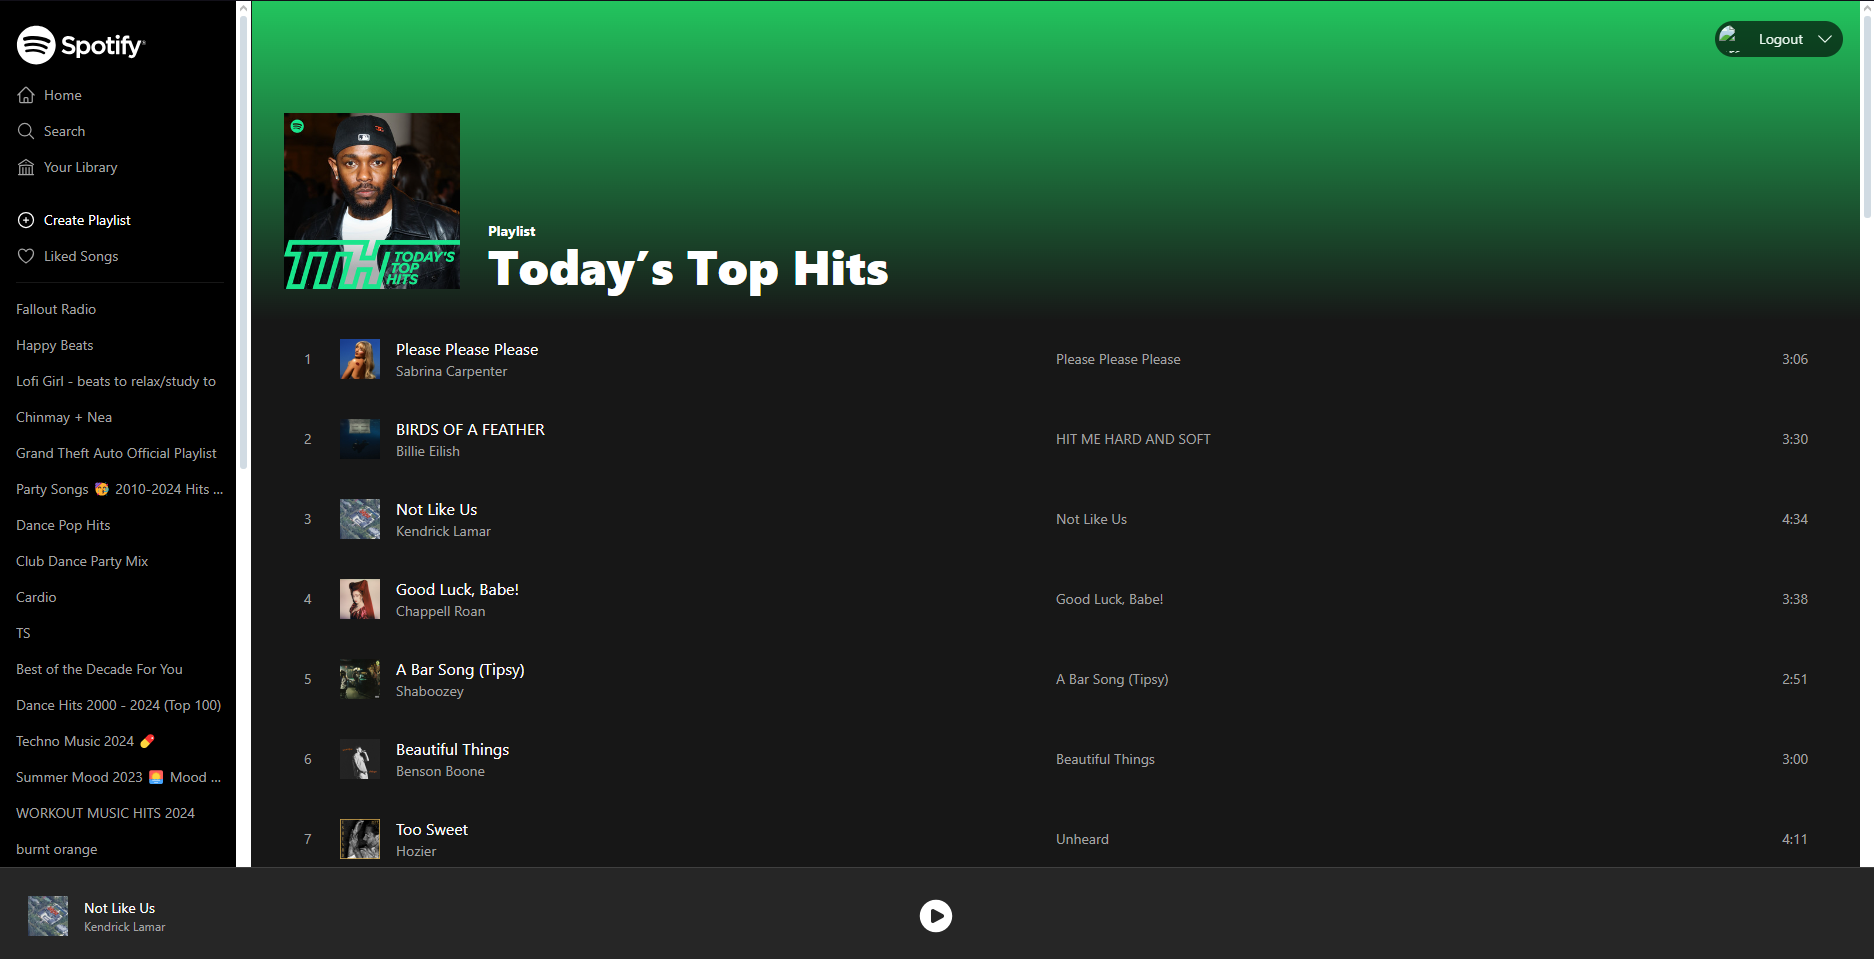 Spotify®
Home
Search
Your Library
Create Playlist
Liked Songs
Fallout Radio
Happy Beats
Lofi Girl - beats to relax/study to
Chinmay + Nea
Grand Theft Auto Official Playlist
Party Songs 🥳 2010-2024 Hits ...
Dance Pop Hits
Club Dance Party Mix
Cardio
TS
Best of the Decade For You
Dance Hits 2000 - 2024 (Top 100)
Techno Music 2024 💊
Summer Mood 2023 🌅 Mood ...
WORKOUT MUSIC HITS 2024
burnt orange
Logout
TTH TODAY'S
TOP
HITS
Playlist
Today’s Top Hits
1 Please Please Please Please Please Please 3:06
Sabrina Carpenter
2 BIRDS OF A FEATHER HIT ME HARD AND SOFT 3:30
Billie Eilish
3 Not Like Us Not Like Us 4:34
Kendrick Lamar
4 Good Luck, Babe! Good Luck, Babe! 3:38
Chappell Roan
5 A Bar Song (Tipsy) A Bar Song (Tipsy) 2:51
Shaboozey
6 Beautiful Things Beautiful Things 3:00
Benson Boone
7 Too Sweet Unheard 4:11
Hozier
Not Like Us
Kendrick Lamar